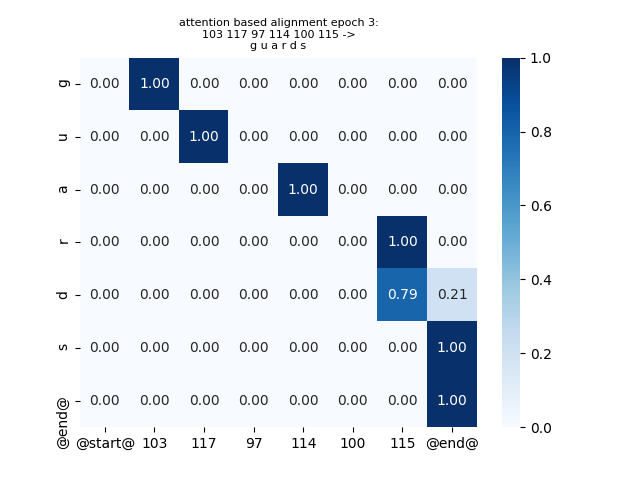 attention based alignment epoch 3:
103 117 97 114 100 115 ->
g u a r d s
g 0.00 1.00 0.00 0.00 0.00 0.00 0.00 0.00
u 0.00 0.00 1.00 0.00 0.00 0.00 0.00 0.00
a 0.00 0.00 0.00 0.00 1.00 0.00 0.00 0.00
r 0.00 0.00 0.00 0.00 0.00 0.00 1.00 0.00
d 0.00 0.00 0.00 0.00 0.00 0.00 0.79 0.21
s 0.00 0.00 0.00 0.00 0.00 0.00 0.00 1.00
@end@ 0.00 0.00 0.00 0.00 0.00 0.00 0.00 1.00
@start@ 103 117 97 114 100 115 @end@
1.0
0.8
0.6
0.4
0.2
0.0